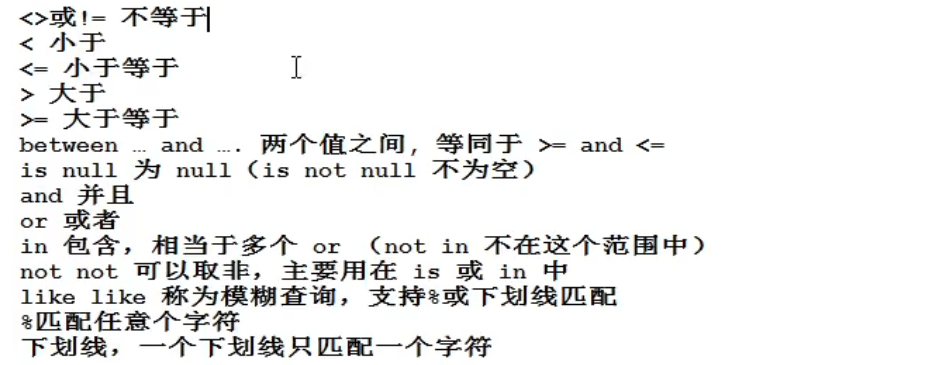 <>或!= 不等于
< 小于
<= 小于等于
> 大于
>= 大于等于
between … and …. 两个值之间, 等同于 >= and <=
is null 为 null（is not null 不为空）
and 并且
or 或者
in 包含，相当于多个 or （not in 不在这个范围中）
not not 可以取非，主要用在 is 或 in 中
like like 称为模糊查询，支持%或下划线匹配
%匹配任意个字符
下划线，一个下划线只匹配一个字符